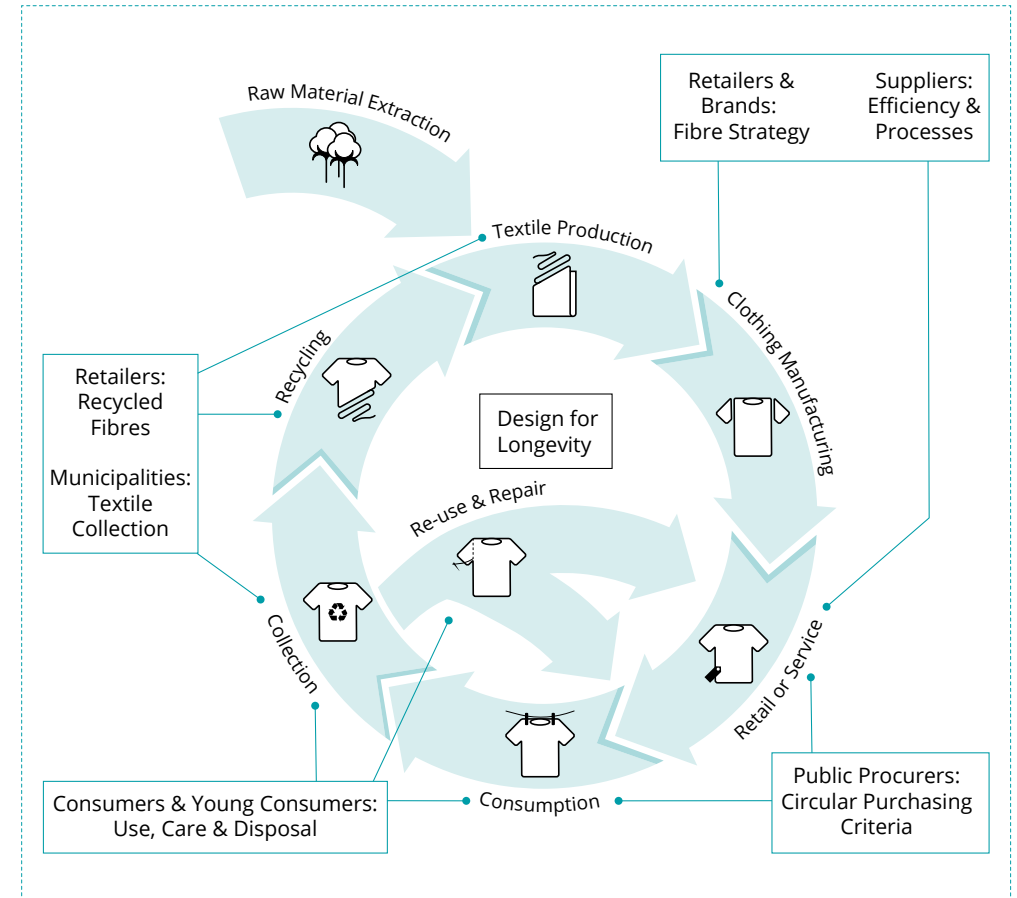 Raw Material Extraction
Retailers &
Brands:
Fibre Strategy
Suppliers:
Efficiency &
Processes
Textile Production
Clothing Manufacturing
Recycling
Retailers:
Recycled
Fibres
Municipalities:
Textile
Collection
Design for
Longevity
Re-use & Repair
Collection
Retail or Service
Consumption
Consumers & Young Consumers:
Use, Care & Disposal
Public Procurers:
Circular Purchasing
Criteria